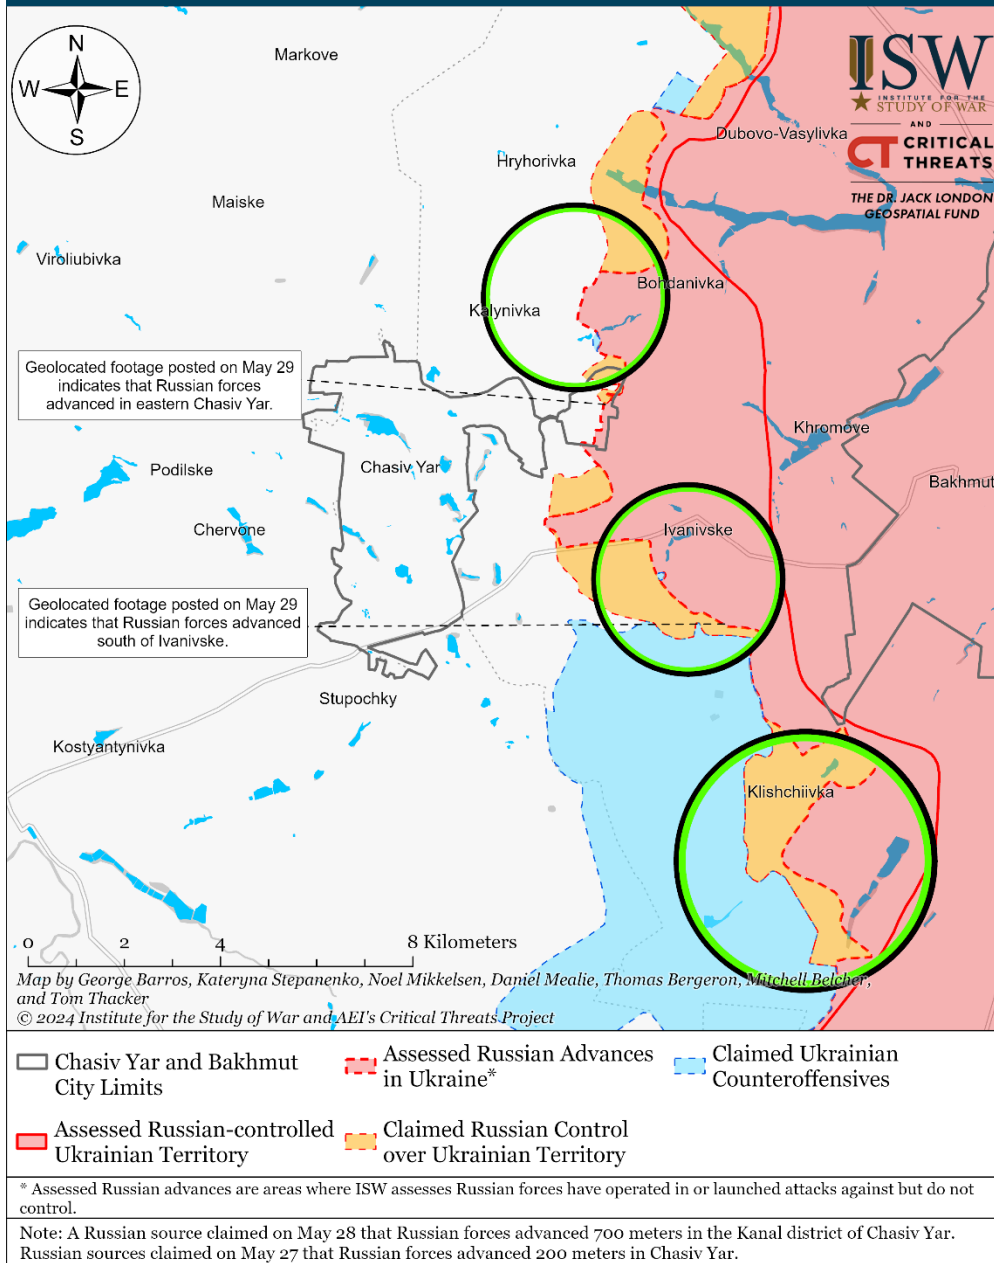 N
W
E
S
Markove
ISW
INSTITUTE FOR THE
STUDY OF WAR
AND
CT CRITICAL
THREATS
THE DR. JACK LONDON
GEOSPATIAL FUND
Dubovo-Vasylivka
Hryhorivka
Maiske
Viroliubivka
Bohdanivka
Kalynivka
Geolocated footage posted on May 29
indicates that Russian forces
advanced in eastern Chasiv Yar.
Khromove
Podilske
Chasiv Yar
Bakhmut
Chervone
Ivanivske
Geolocated footage posted on May 29
indicates that Russian forces advanced
south of Ivanivske.
Stupochky
Kostyantynivka
Klishchiivka
0 2 4 8 Kilometers
Map by George Barros, Kateryna Stepanenko, Noel Mikkelsen, Daniel Mealie, Thomas Bergeron, Mitchell Belcher,
and Tom Thacker
© 2024 Institute for the Study of War and AEI's Critical Threats Project
Chasiv Yar and Bakhmut
City Limits
Assessed Russian Advances
in Ukraine*
Claimed Ukrainian
Counteroffensives
Assessed Russian-controlled
Ukrainian Territory
Claimed Russian Control
over Ukrainian Territory
* Assessed Russian advances are areas where ISW assesses Russian forces have operated in or launched attacks against but do not
control.
Note: A Russian source claimed on May 28 that Russian forces advanced 700 meters in the Kanal district of Chasiv Yar.
Russian sources claimed on May 27 that Russian forces advanced 200 meters in Chasiv Yar.